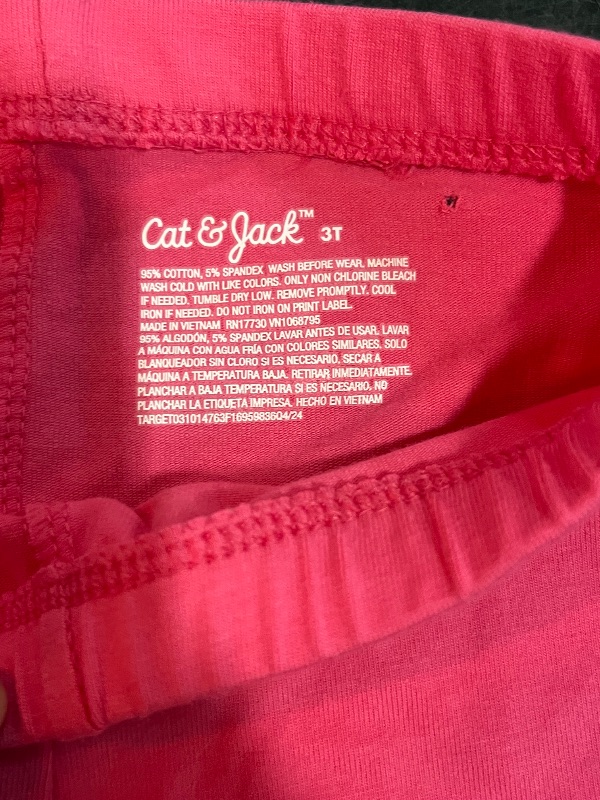 Cat & Jack™ 3T
95% COTTON, 5% SPANDEX WASH BEFORE WEAR. MACHINE
WASH COLD WITH LIKE COLORS. ONLY NON CHLORINE BLEACH
IF NEEDED. TUMBLE DRY LOW. REMOVE PROMPTLY. COOL
IRON IF NEEDED. DO NOT IRON ON PRINT LABEL.
MADE IN VIETNAM RN17730 VN1068795
95% ALGODÓN, 5% SPANDEX LAVAR ANTES DE USAR. LAVAR
A MÁQUINA CON AGUA FRÍA CON COLORES SIMILARES. SOLO
BLANQUEADOR SIN CLORO SI ES NECESARIO. SECAR A
MÁQUINA A TEMPERATURA BAJA. RETIRAR INMEDIATAMENTE.
PLANCHAR A BAJA TEMPERATURA SI ES NECESARIO. NO
PLANCHAR LA ETIQUETA IMPRESA. HECHO EN VIETNAM
TARGET031014763F16959836Q4/24